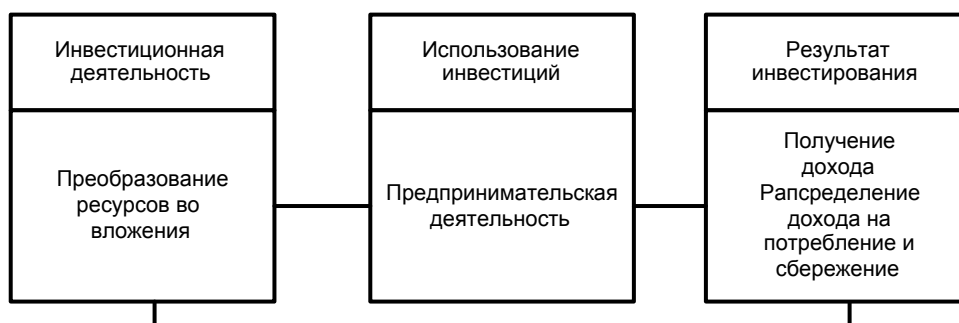 Инвестиционная
деятельность
Использование
инвестиций
Результат
инвестирования
Преобразование
ресурсов во
вложения
Предпринимательская
деятельность
Получение
дохода
Рапсределение
дохода на
потребление и
сбережение